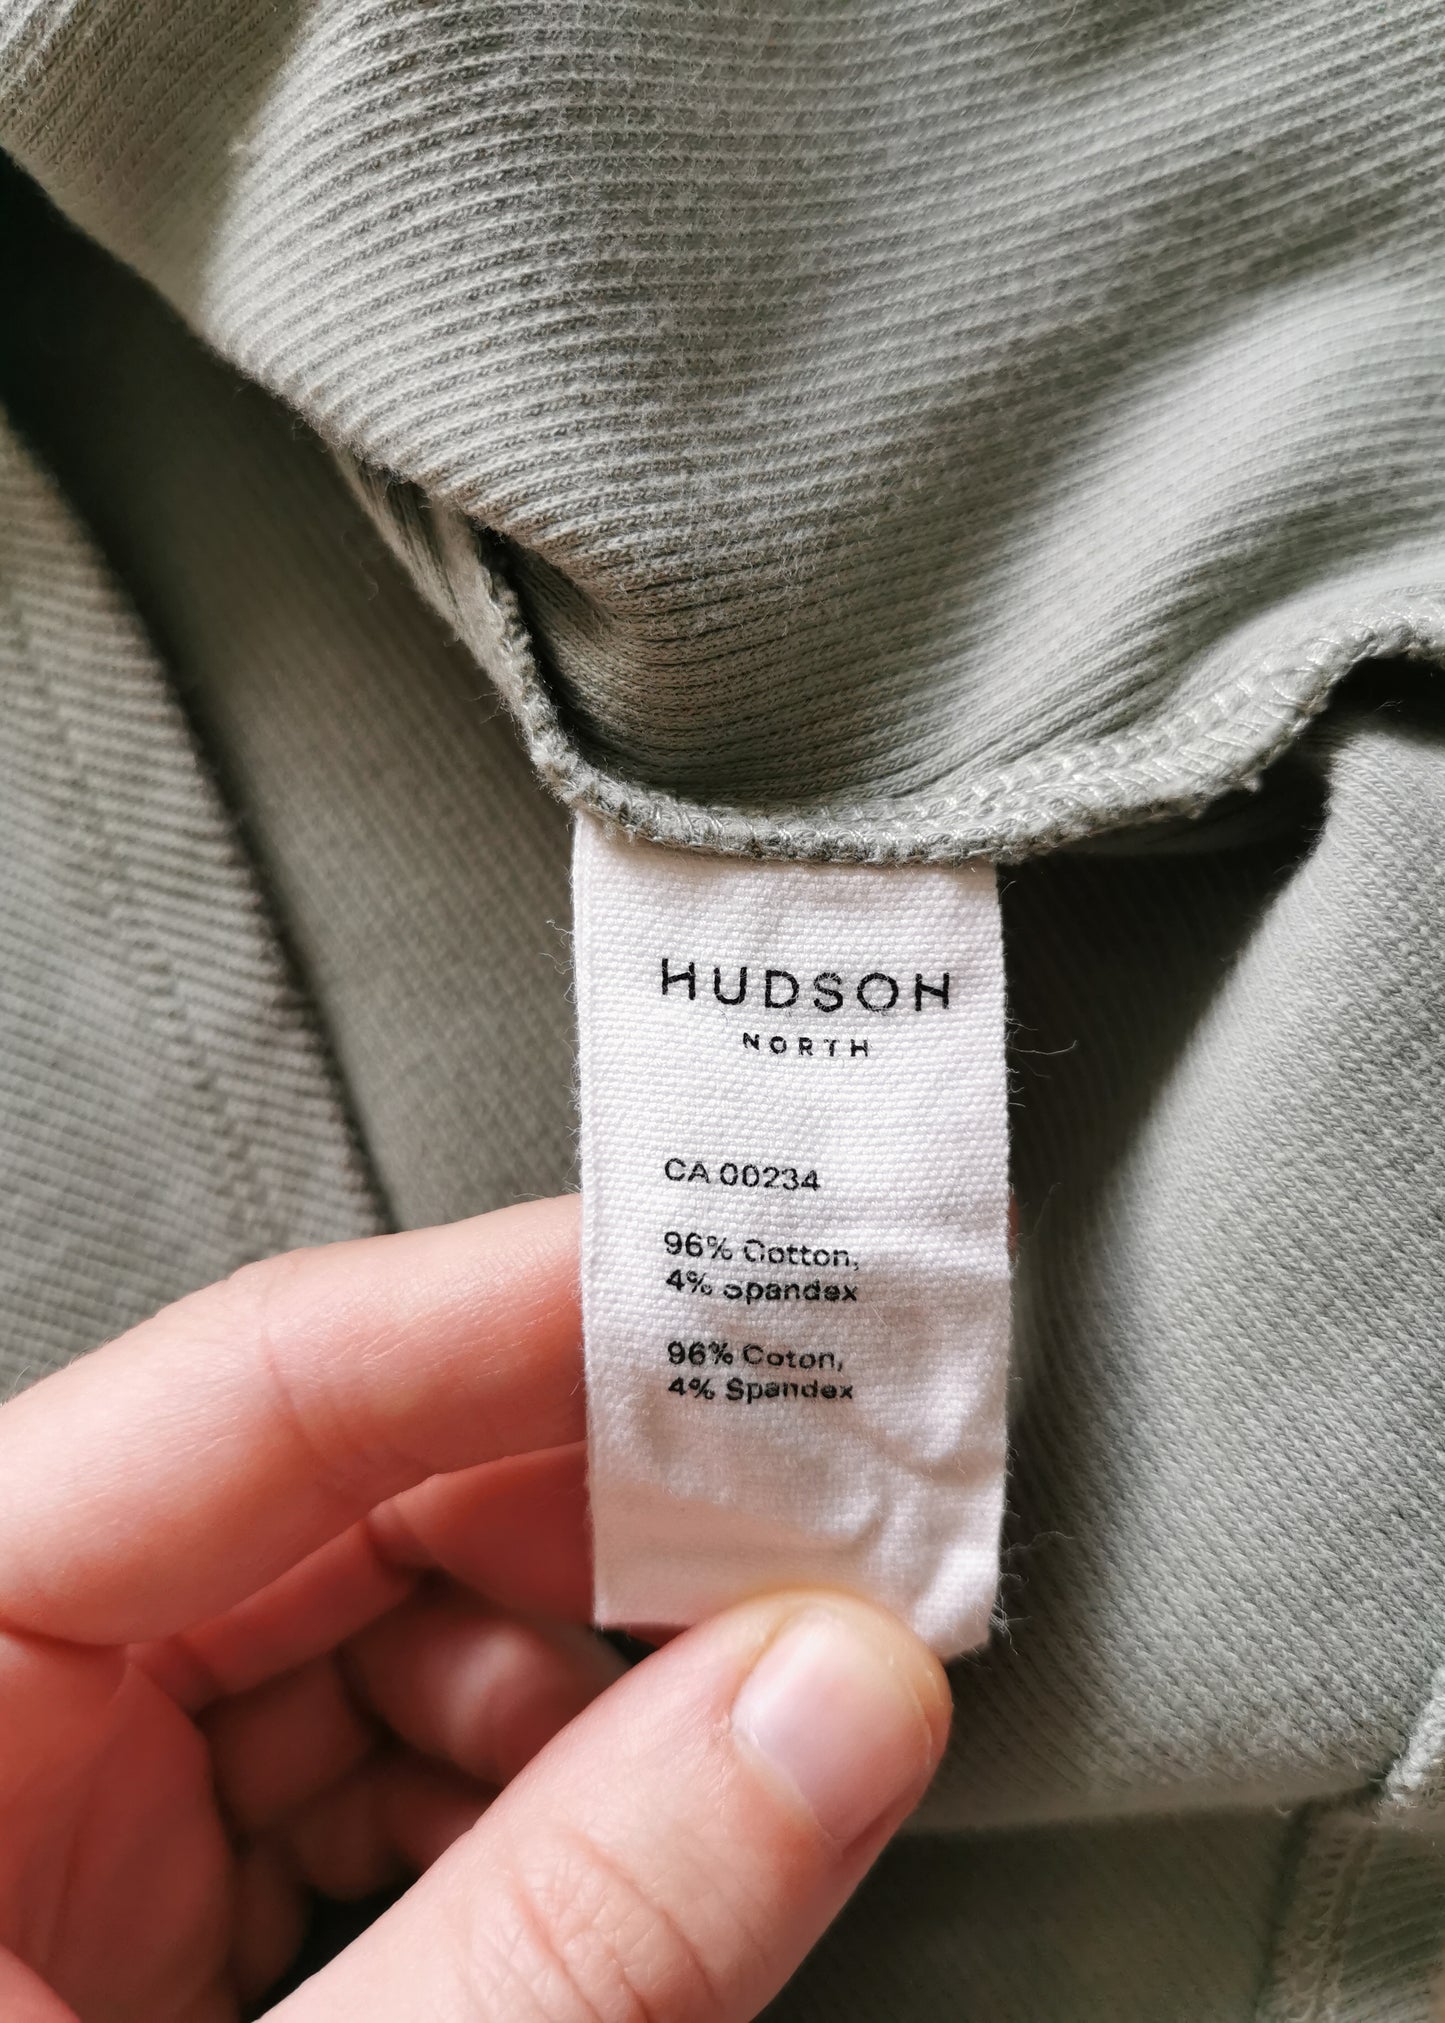 HUDSON
NORTH
CA 00234
96% Cotton,
4% Spandex
96% Coton,
4% Spandex